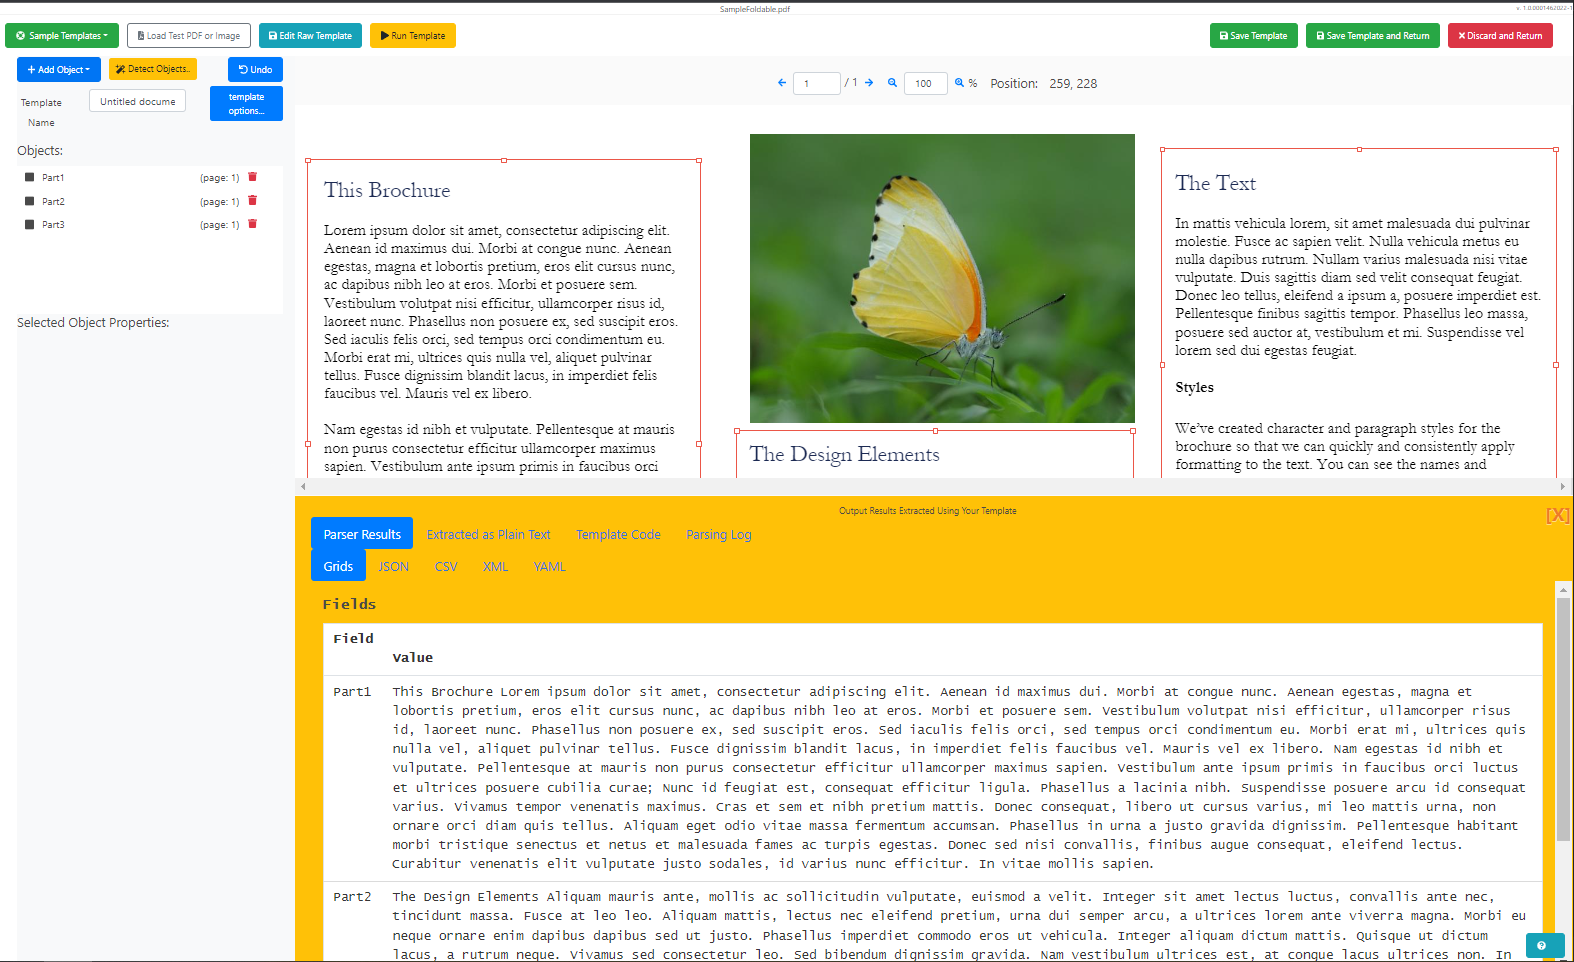 SampleFoldable.pdf
v. 1.0.0001462022-1
Sample Templates
Load Test PDF or Image
Edit Raw Template
Run Template
Save Template
Save Template and Return
Discard and Return
Add Object
Detect Objects..
Undo
Template
Name
Untitled docume
template
options...
1 / 1
100 %
Position: 259, 228
Objects:
Part1 (page: 1)
Part2 (page: 1)
Part3 (page: 1)
Selected Object Properties:
This Brochure
Lorem ipsum dolor sit amet, consectetur adipiscing elit.
Aenean id maximus dui. Morbi at congue nunc. Aenean
egestas, magna et lobortis pretium, eros elit cursus nunc,
ac dapibus nibh leo at eros. Morbi et posuere sem.
Vestibulum volutpat nisi efficitur, ullamcorper risus id,
laoreet nunc. Phasellus non posuere ex, sed suscipit eros.
Sed iaculis felis orci, sed tempus orci condimentum eu.
Morbi erat mi, ultrices quis nulla vel, aliquet pulvinar
tellus. Fusce dignissim blandit lacus, in imperdiet felis
faucibus vel. Mauris vel ex libero.
Nam egestas id nibh et vulputate. Pellentesque at mauris
non purus consectetur efficitur ullamcorper maximus
sapien. Vestibulum ante ipsum primis in faucibus orci
The Design Elements
The Text
In mattis vehicula lorem, sit amet malesuada dui pulvinar
molestie. Fusce ac sapien velit. Nulla vehicula metus eu
nulla dapibus rutrum. Nullam varius malesuada nisi vitae
vulputate. Duis sagittis diam sed velit consequat feugiat.
Donec leo tellus, eleifend a ipsum a, posuere imperdiet est.
Pellentesque finibus sagittis tempor. Phasellus leo massa,
posuere sed auctor at, vestibulum et mi. Suspendisse vel
lorem sed dui egestas feugiat.
Styles
We've created character and paragraph styles for the
brochure so that we can quickly and consistently apply
formatting to the text. You can see the names and
Output Results Extracted Using Your Template
[X]
Parser Results Extracted as Plain Text Template Code Parsing Log
Grids JSON CSV XML YAML
Fields
Field
Value
Part1 This Brochure Lorem ipsum dolor sit amet, consectetur adipiscing elit. Aenean id maximus dui. Morbi at congue nunc. Aenean egestas, magna et
lobortis pretium, eros elit cursus nunc, ac dapibus nibh leo at eros. Morbi et posuere sem. Vestibulum volutpat nisi efficitur, ullamcorper risus
id, laoreet nunc. Phasellus non posuere ex, sed suscipit eros. Sed iaculis felis orci, sed tempus orci condimentum eu. Morbi erat mi, ultrices quis
nulla vel, aliquet pulvinar tellus. Fusce dignissim blandit lacus, in imperdiet felis faucibus vel. Mauris vel ex libero. Nam egestas id nibh et
vulputate. Pellentesque at mauris non purus consectetur efficitur ullamcorper maximus sapien. Vestibulum ante ipsum primis in faucibus orci luctus
et ultrices posuere cubilia curae; Nunc id feugiat est, consequat efficitur ligula. Phasellus a lacinia nibh. Suspendisse posuere arcu id consequat
varius. Vivamus tempor venenatis maximus. Cras et sem et nibh pretium mattis. Donec consequat, libero ut cursus varius, mi leo mattis urna, non
ornare orci diam quis tellus. Aliquam eget odio vitae massa fermentum accumsan. Phasellus in urna a justo gravida dignissim. Pellentesque habitant
morbi tristique senectus et netus et malesuada fames ac turpis egestas. Donec sed nisi convallis, finibus augue consequat, eleifend lectus.
Curabitur venenatis elit vulputate justo sodales, id varius nunc efficitur. In vitae mollis sapien.
Part2 The Design Elements Aliquam mauris ante, mollis ac sollicitudin vulputate, euismod a velit. Integer sit amet lectus luctus, convallis ante nec,
tincidunt massa. Fusce at leo leo. Aliquam mattis, lectus nec eleifend pretium, urna dui semper arcu, a ultrices lorem ante viverra magna. Morbi eu
neque ornare enim dapibus dapibus sed ut justo. Phasellus imperdiet commodo eros ut vehicula. Integer aliquam dictum mattis. Quisque ut dictum
lacus, a rutrum neque. Vivamus sed consectetur leo. Sed bibendum dignissim gravida. Nam vestibulum ultrices est, at congue lacus ultrices non. In